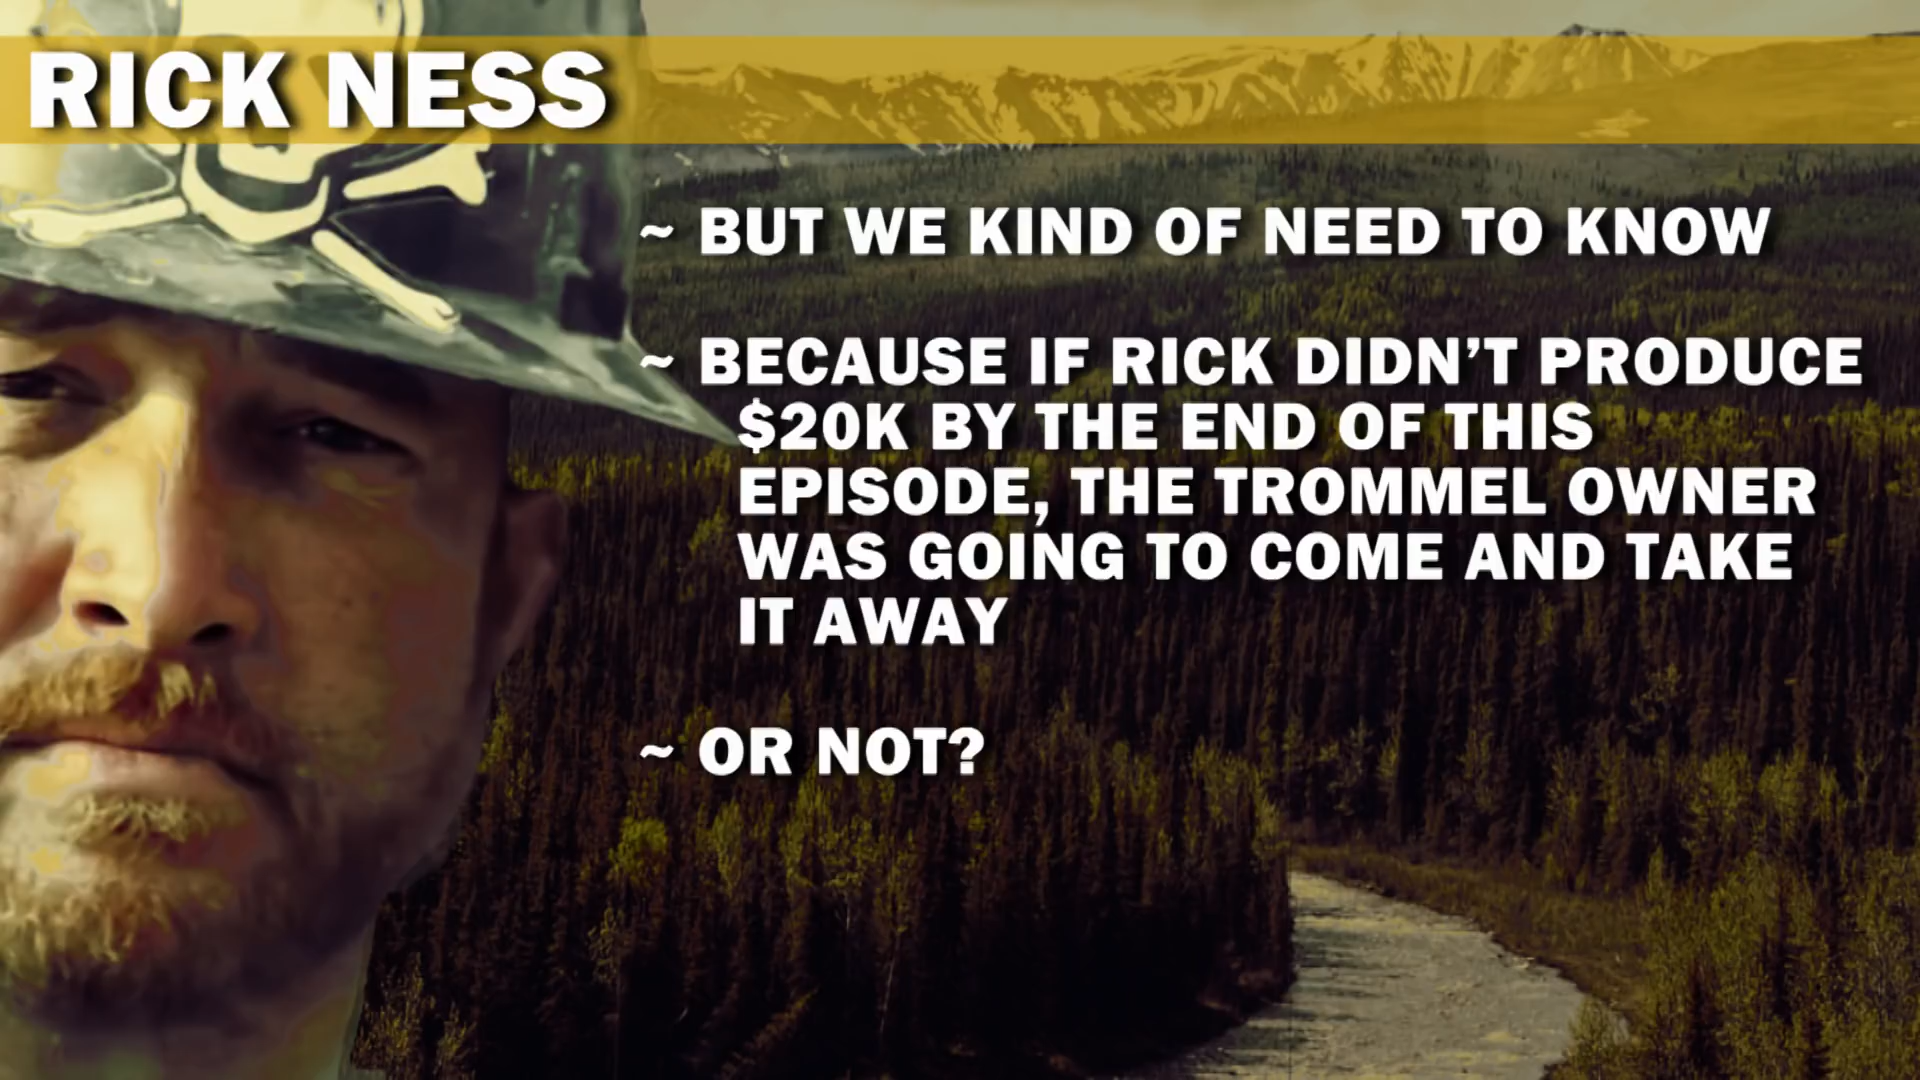 RICK NESS
~ BUT WE KIND OF NEED TO KNOW
~ BECAUSE IF RICK DIDN’T PRODUCE
$20K BY THE END OF THIS
EPISODE, THE TROMMEL OWNER
WAS GOING TO COME AND TAKE
IT AWAY
~ OR NOT?